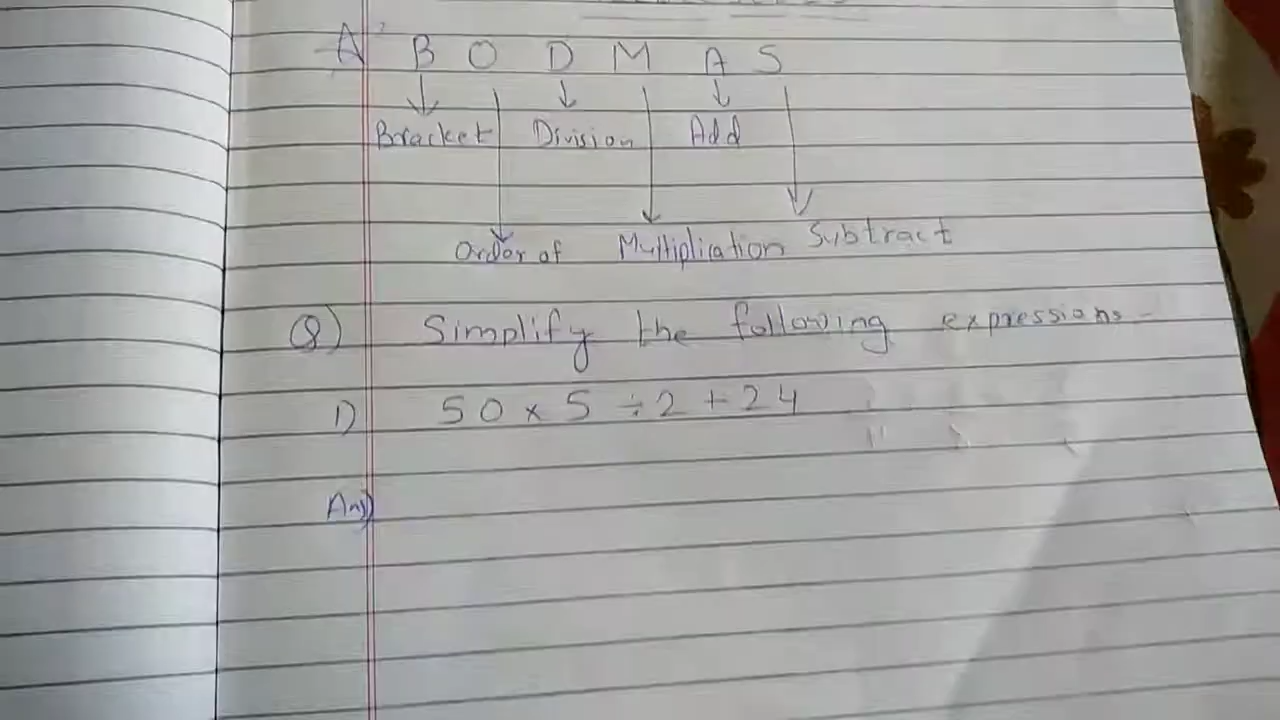 A B O D M A S
Bracket Division Add
Order of Multiplication Subtract
Q) Simplify the following expressions -
1) 50 × 5 ÷ 2 + 24
Ans)